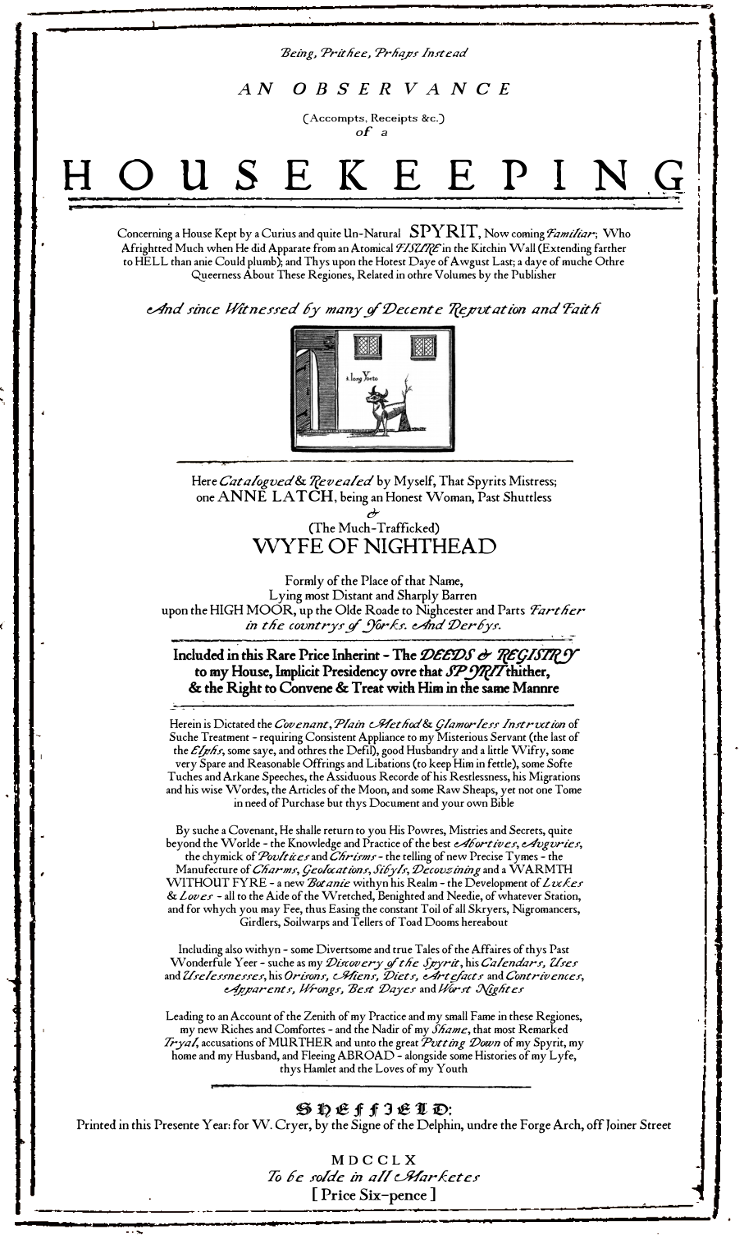 Being, Prithee, Prhaps Instead
AN OBSERVANCE
(Accompts, Receipts &c.)
of a
HOUSEKEEPING
Concerning a House Kept by a Curius and quite Un-Natural SPYRIT, Now coming Familiar; Who
Afrightted Much when He did Apparate from an Atomical FISURE in the Kitchin Wall (Extending farther
to HELL than anie Could plumb); and Thys upon the Hotest Daye of Awgust Last; a daye of muche Othre
Queerness About These Regiones, Related in othre Volumes by the Publisher
And since Witnessed by many of Decente Reputation and Faith
a long Yorto
Here Catalogued & Revealed by Myself, That Spyrits Mistress;
one ANNE LATCH, being an Honest Woman, Past Shuttless
&
(The Much-Trafficked)
WYFE OF NIGHTHEAD
Formly of the Place of that Name,
Lying most Distant and Sharply Barren
upon the HIGH MOOR, up the Olde Roade to Nighcester and Parts Farther
in the countrys of Yorks. And Derbys.
Included in this Rare Price Inherint - The DEEDS & REGISTRY
to my House, Implicit Presidency ovre that SPYRIT thither,
& the Right to Convene & Treat with Him in the same Mannre
Herein is Dictated the Covenant, Plain Method & Glamorless Instruction of
Suche Treatment - requiring Consistent Appliance to my Misterious Servant (the last of
the Elphs, some saye, and othres the Defil), good Husbandry and a little Wifry, some
very Spare and Reasonable Offrings and Libations (to keep Him in fettle), some Softe
Tuches and Arkane Speeches, the Assiduous Recorde of his Restlessness, his Migrations
and his wise Wordes, the Articles of the Moon, and some Raw Sheaps, yet not one Tome
in need of Purchase but thys Document and your own Bible
By suche a Covenant, He shalle return to you His Powres, Mistries and Secrets, quite
beyond the Worlde - the Knowledge and Practice of the best Abortives, Avguries,
the chymick of Poultices and Chrisms - the telling of new Precise Tymes - the
Manufecture of Charms, Geolocations, Sibyls, Decouzining and a WARMTH
WITHOUT FYRE - a new Botanie withyn his Realm - the Development of Luckes
& Loves - all to the Aide of the Wretched, Benighted and Needie, of whatever Station,
and for whych you may Fee, thus Easing the constant Toil of all Skryers, Nigromancers,
Girdlers, Soilwarps and Tellers of Toad Dooms hereabout
Including also withyn - some Divertsome and true Tales of the Affaires of thys Past
Wonderfule Yeer - suche as my Discovery of the Spyrit, his Calendars, Uses
and Uselessnesses, his Orisons, Miens, Diets, Artefacts and Contrivences,
Apparents, Wrongs, Best Dayes and Worst Nightes
Leading to an Account of the Zenith of my Practice and my small Fame in these Regiones,
my new Riches and Comfortes - and the Nadir of my Shame, that most Remarked
Tryal, accusations of MURTHER and unto the great Putting Down of my Spyrit, my
home and my Husband, and Fleeing ABROAD - alongside some Histories of my Lyfe,
thys Hamlet and the Loves of my Youth
SHEFFIELD:
Printed in this Presente Year: for W. Cryer, by the Signe of the Delphin, undre the Forge Arch, off Joiner Street
MDCCLX
To be solde in all Marketes
[ Price Six-pence ]